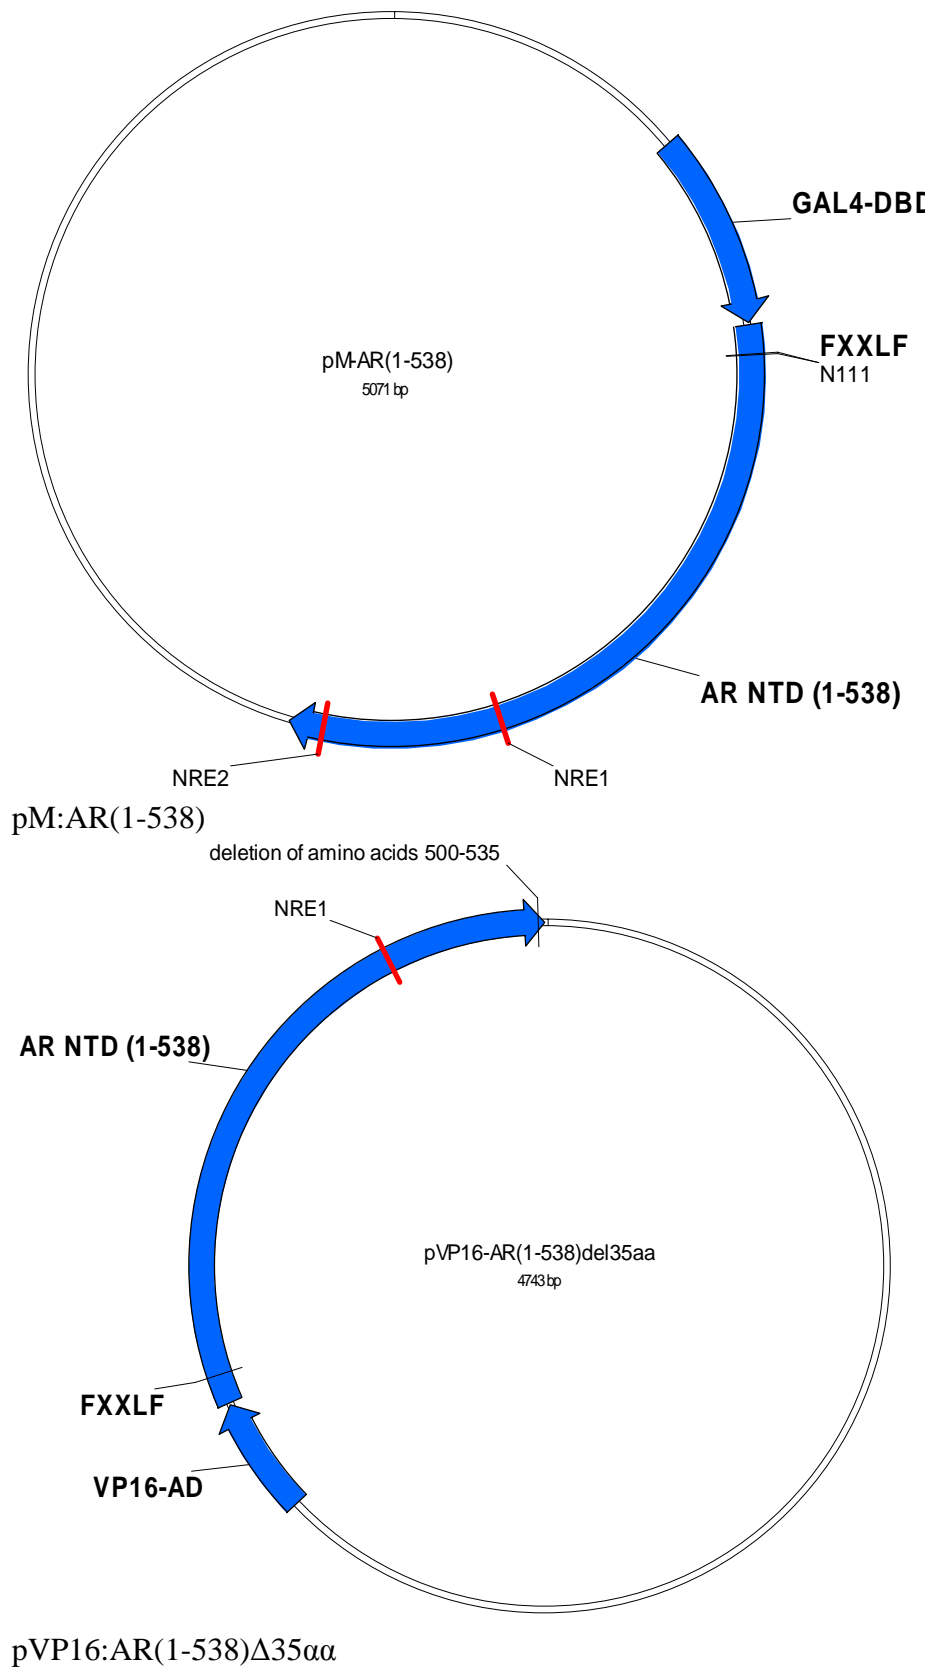 GAL4-DBD
FXXLF
N111
pM-AR(1-538)
5071 bp
AR NTD (1-538)
NRE2
NRE1
pM:AR(1-538)
deletion of amino acids 500-535
NRE1
AR NTD (1-538)
pVP16-AR(1-538)del35aa
4743 bp
FXXLF
VP16-AD
pVP16:AR(1-538)Δ35αα